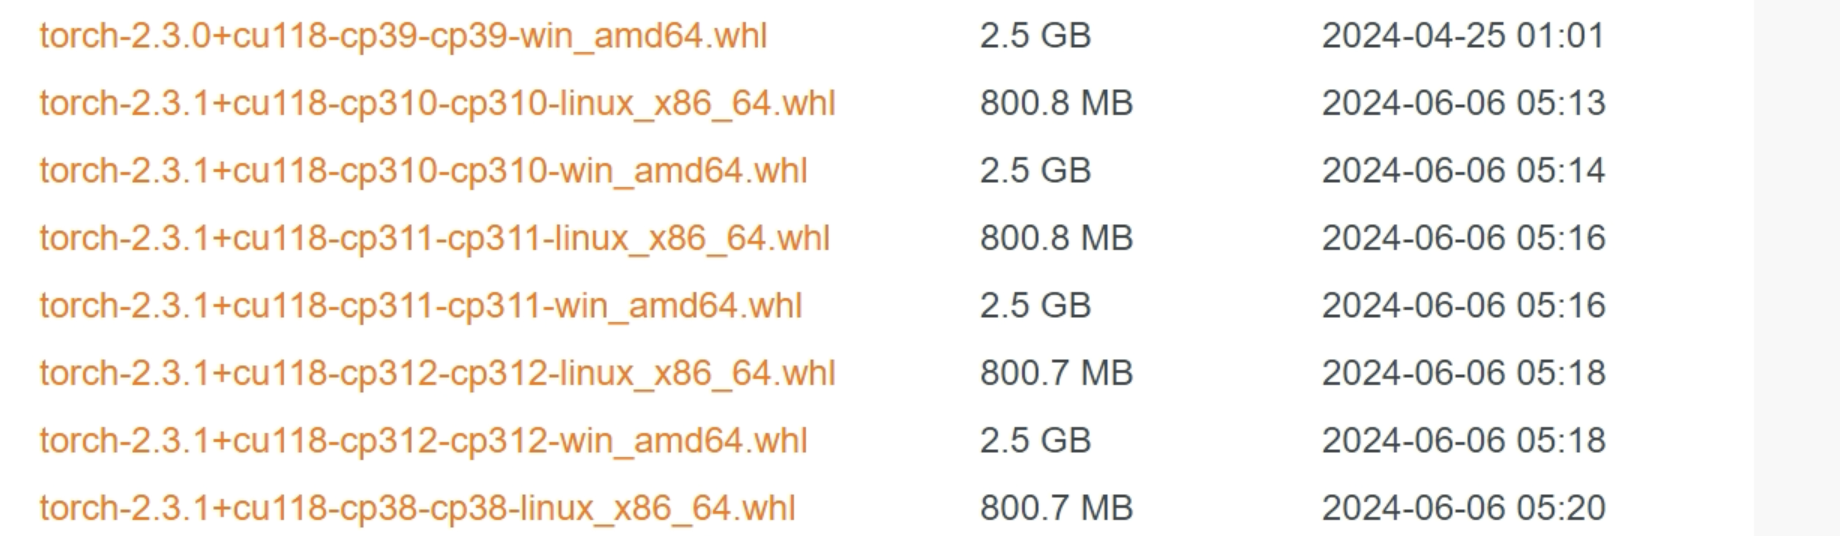 torch-2.3.0+cu118-cp39-cp39-win_amd64.whl 2.5 GB 2024-04-25 01:01
torch-2.3.1+cu118-cp310-cp310-linux_x86_64.whl 800.8 MB 2024-06-06 05:13
torch-2.3.1+cu118-cp310-cp310-win_amd64.whl 2.5 GB 2024-06-06 05:14
torch-2.3.1+cu118-cp311-cp311-linux_x86_64.whl 800.8 MB 2024-06-06 05:16
torch-2.3.1+cu118-cp311-cp311-win_amd64.whl 2.5 GB 2024-06-06 05:16
torch-2.3.1+cu118-cp312-cp312-linux_x86_64.whl 800.7 MB 2024-06-06 05:18
torch-2.3.1+cu118-cp312-cp312-win_amd64.whl 2.5 GB 2024-06-06 05:18
torch-2.3.1+cu118-cp38-cp38-linux_x86_64.whl 800.7 MB 2024-06-06 05:20